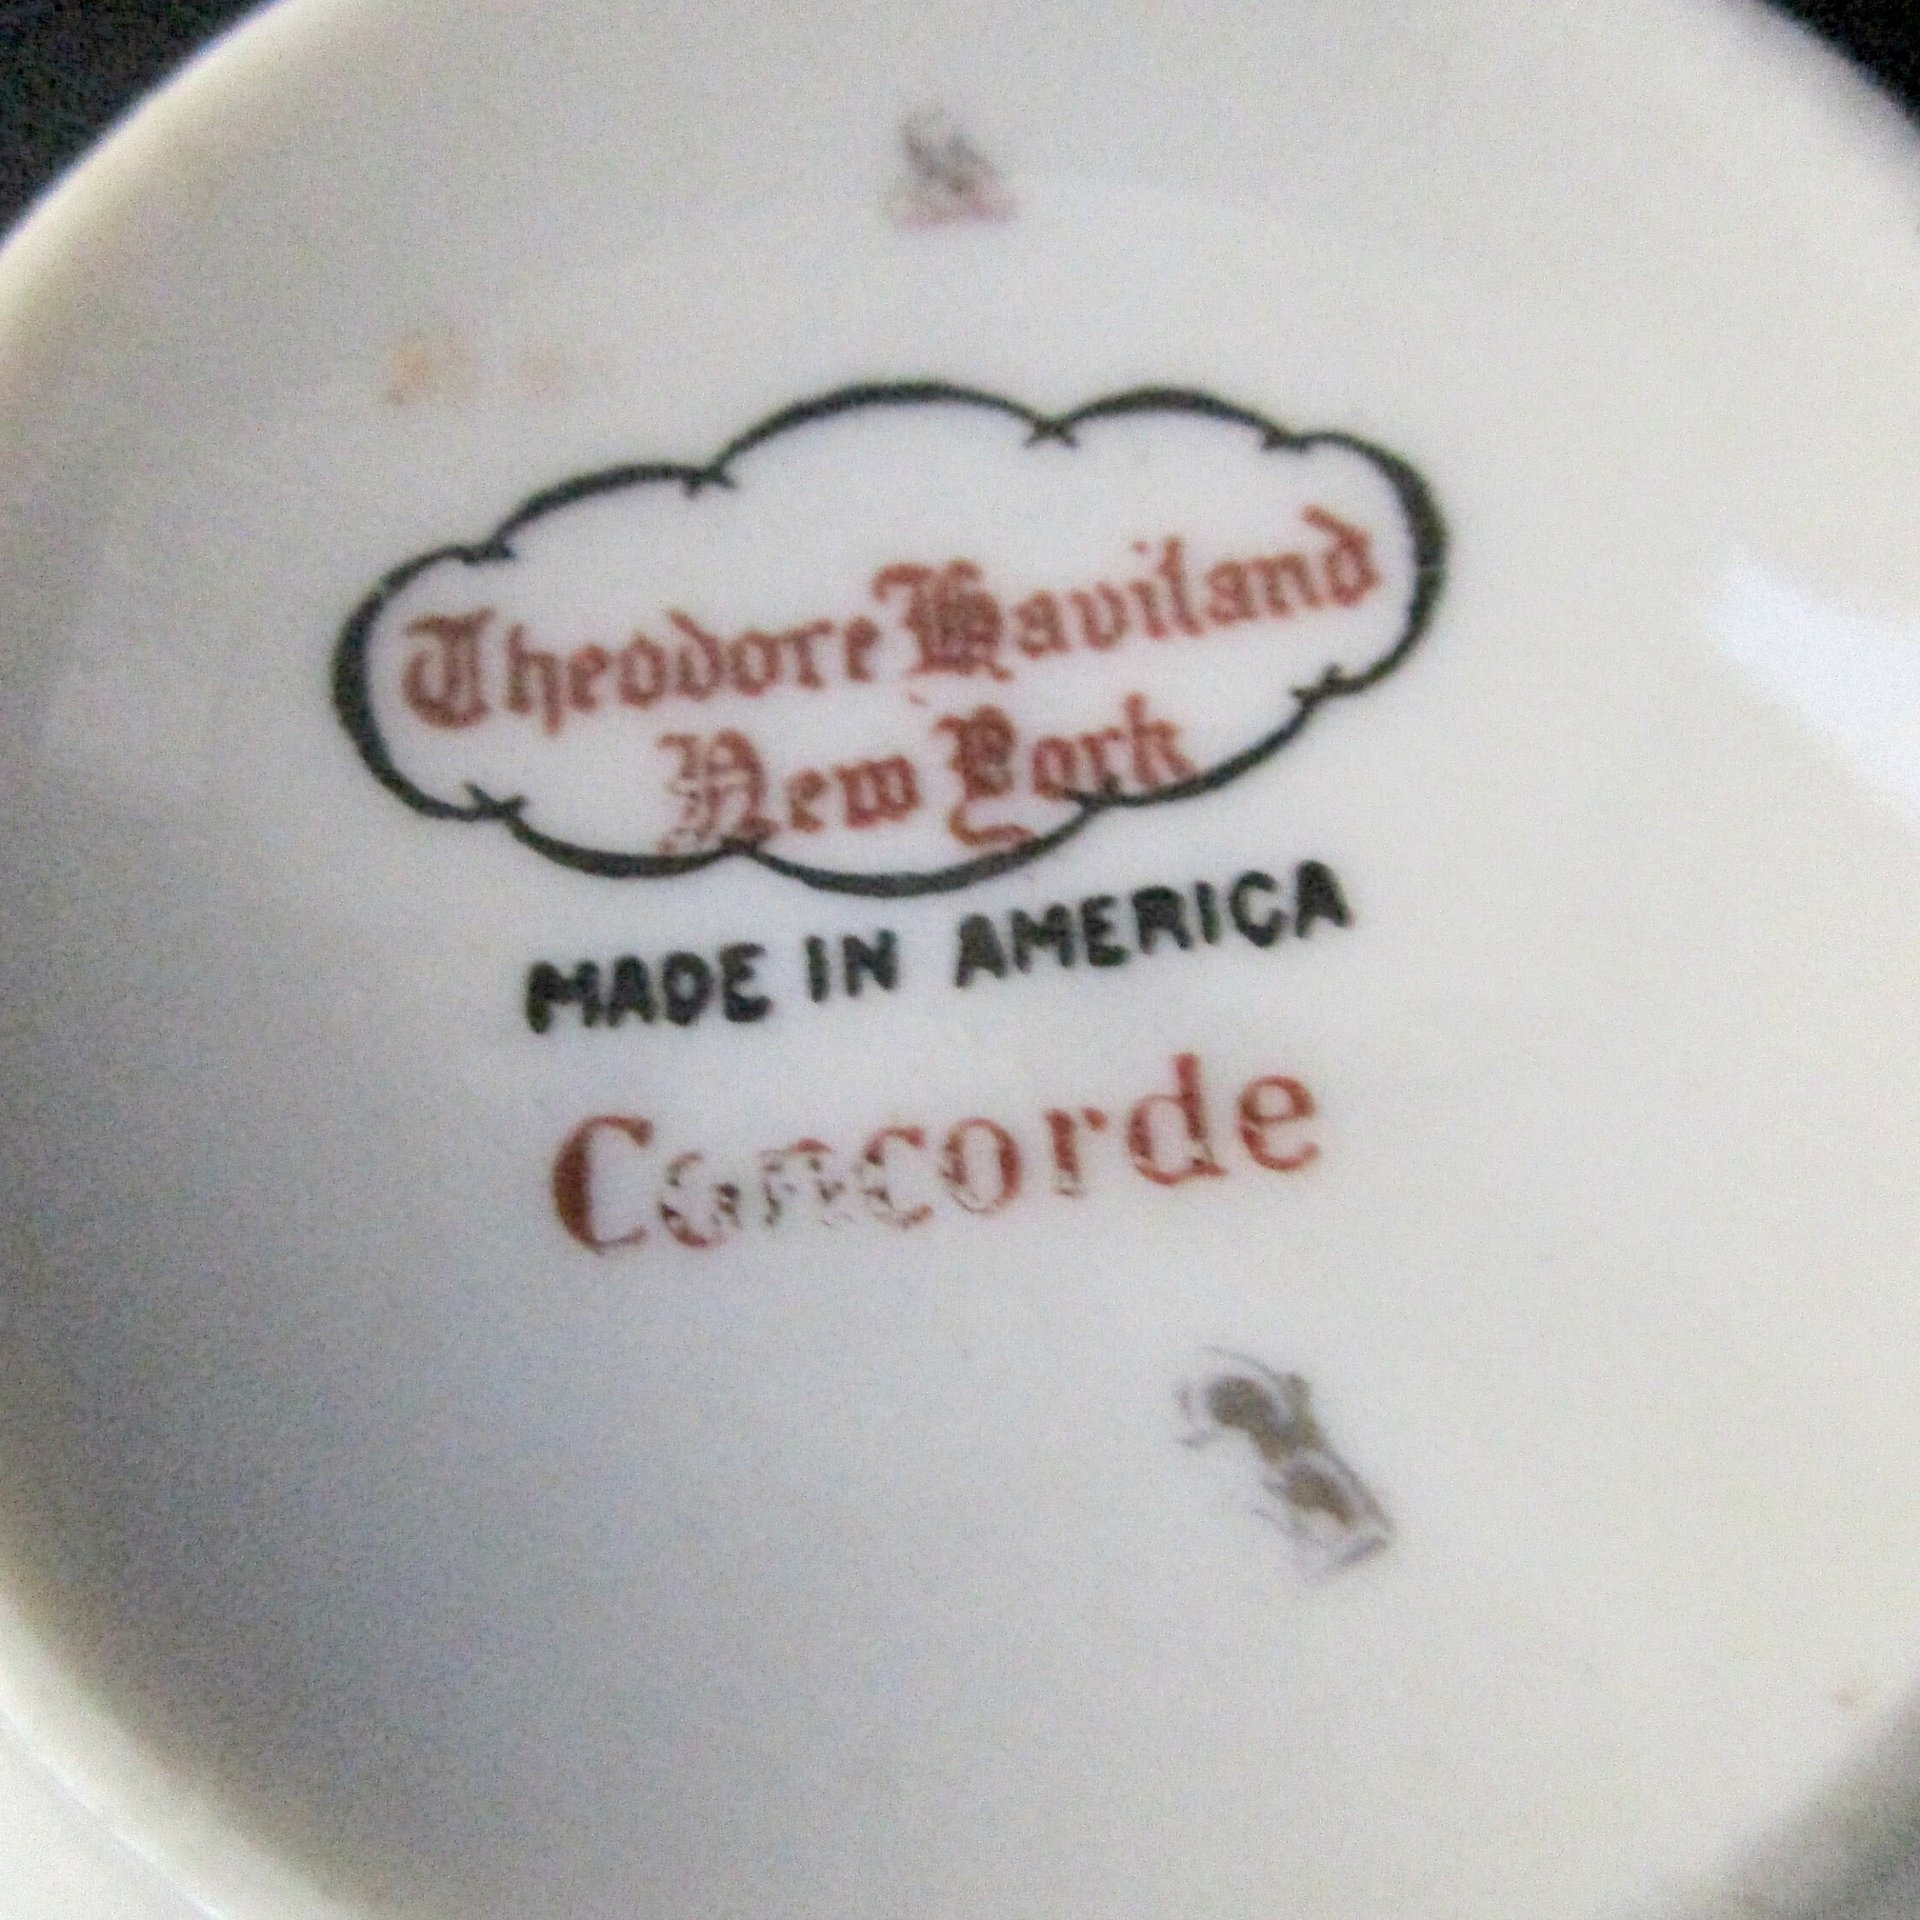 Theodore Haviland
New York
MADE IN AMERICA
Concorde